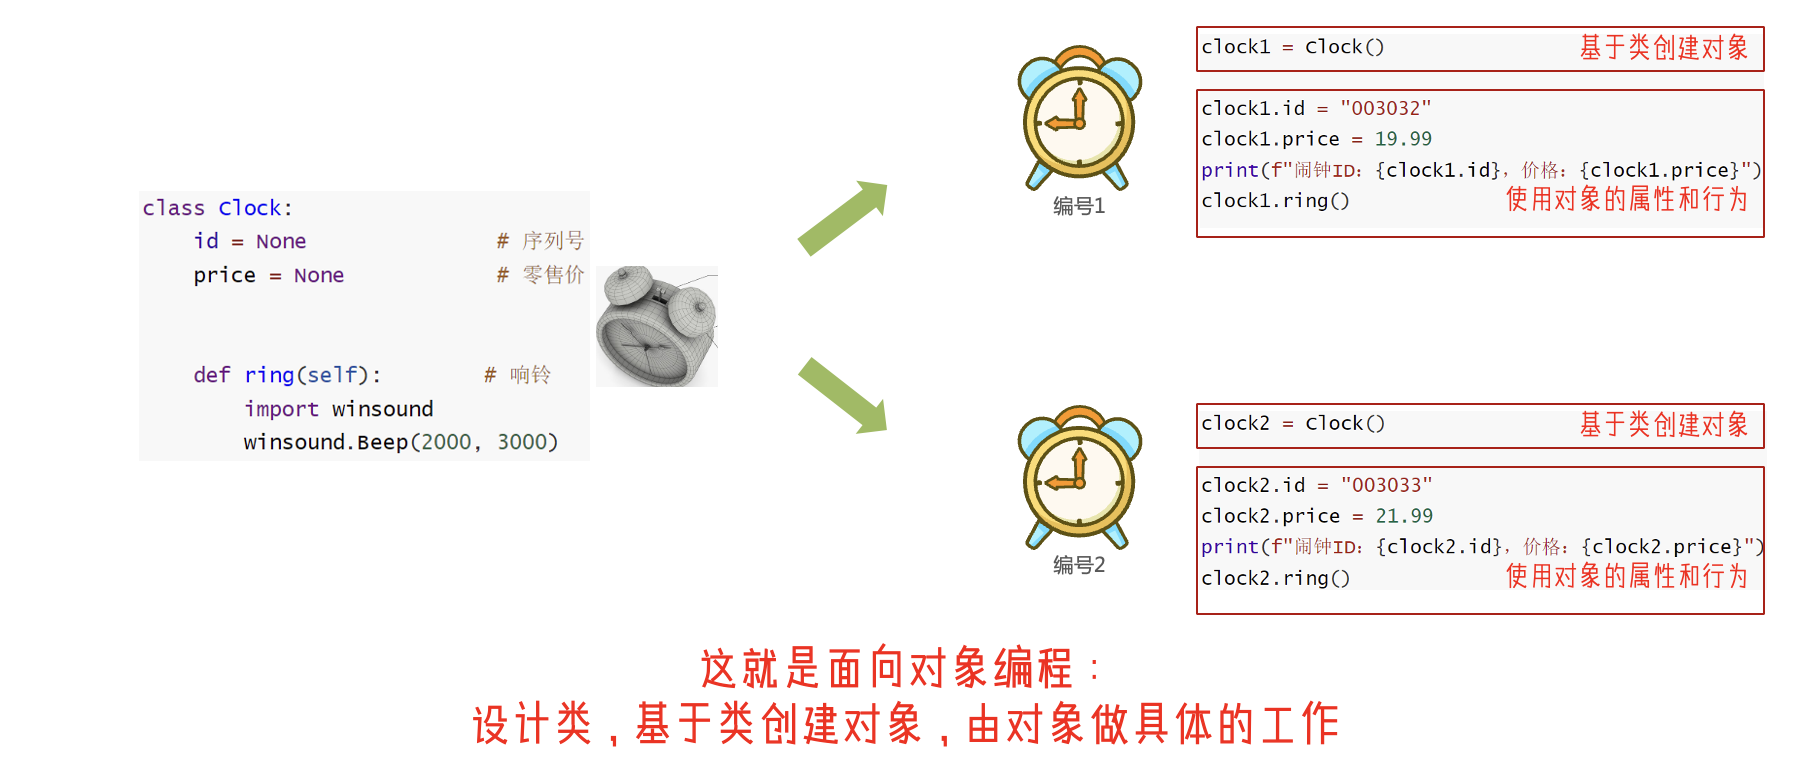 class Clock:
    id = None               # 序列号
    price = None            # 零售价
    def ring(self):        # 响铃
        import winsound
        winsound.Beep(2000, 3000)
编号1
clock1 = Clock() 基于类创建对象
clock1.id = "003032"
clock1.price = 19.99
print(f"闹钟ID：{clock1.id}，价格：{clock1.price}")
clock1.ring() 使用对象的属性和行为
编号2
clock2 = Clock() 基于类创建对象
clock2.id = "003033"
clock2.price = 21.99
print(f"闹钟ID：{clock2.id}，价格：{clock2.price}")
clock2.ring() 使用对象的属性和行为
这就是面向对象编程：
设计类，基于类创建对象，由对象做具体的工作